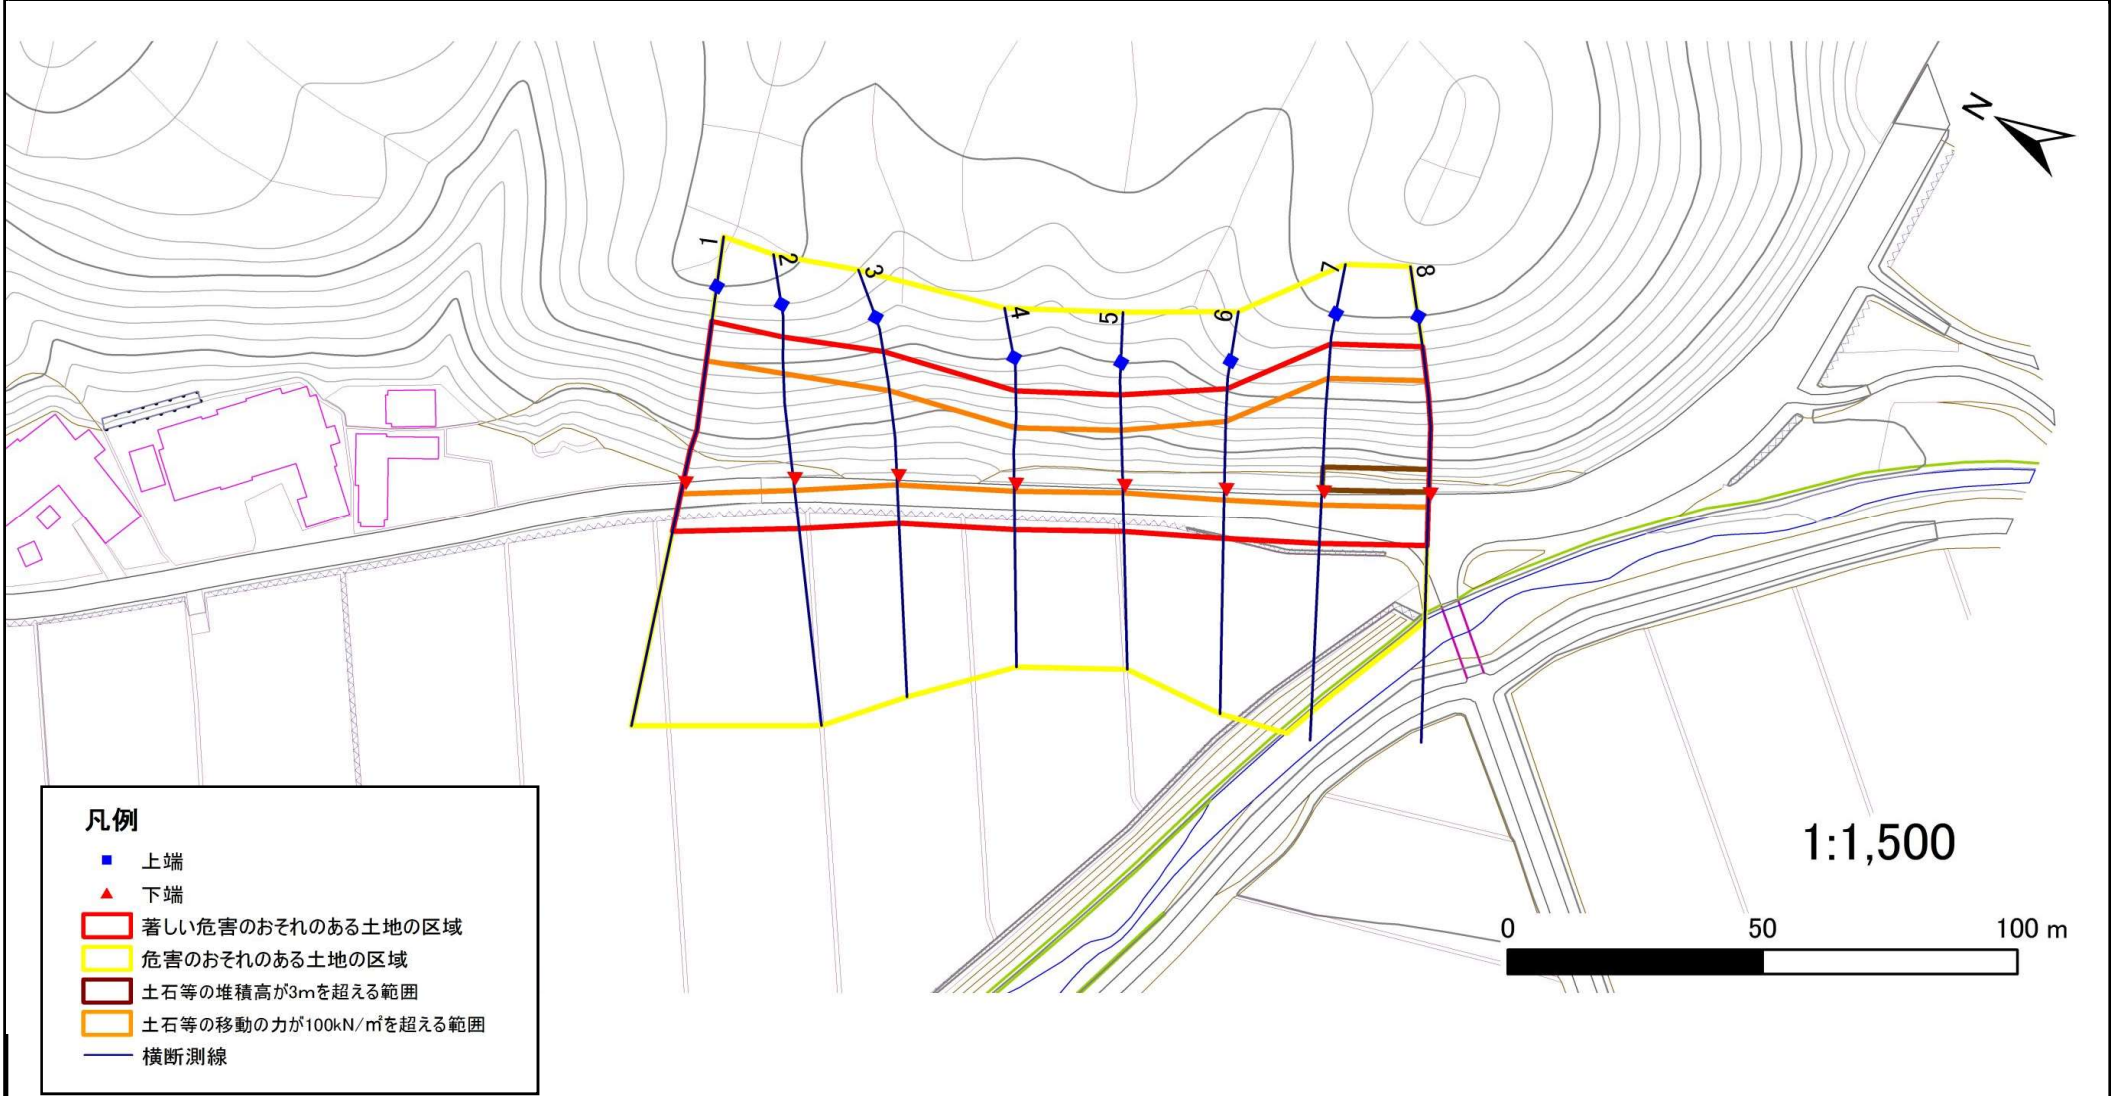 N
1
2
3
4
5
6
7
8
凡例
上端
下端
著しい危害のおそれのある土地の区域
危害のおそれのある土地の区域
土石等の堆積高が3mを超える範囲
土石等の移動の力が100kN/㎡を超える範囲
横断測線
1:1,500
0 50 100 m